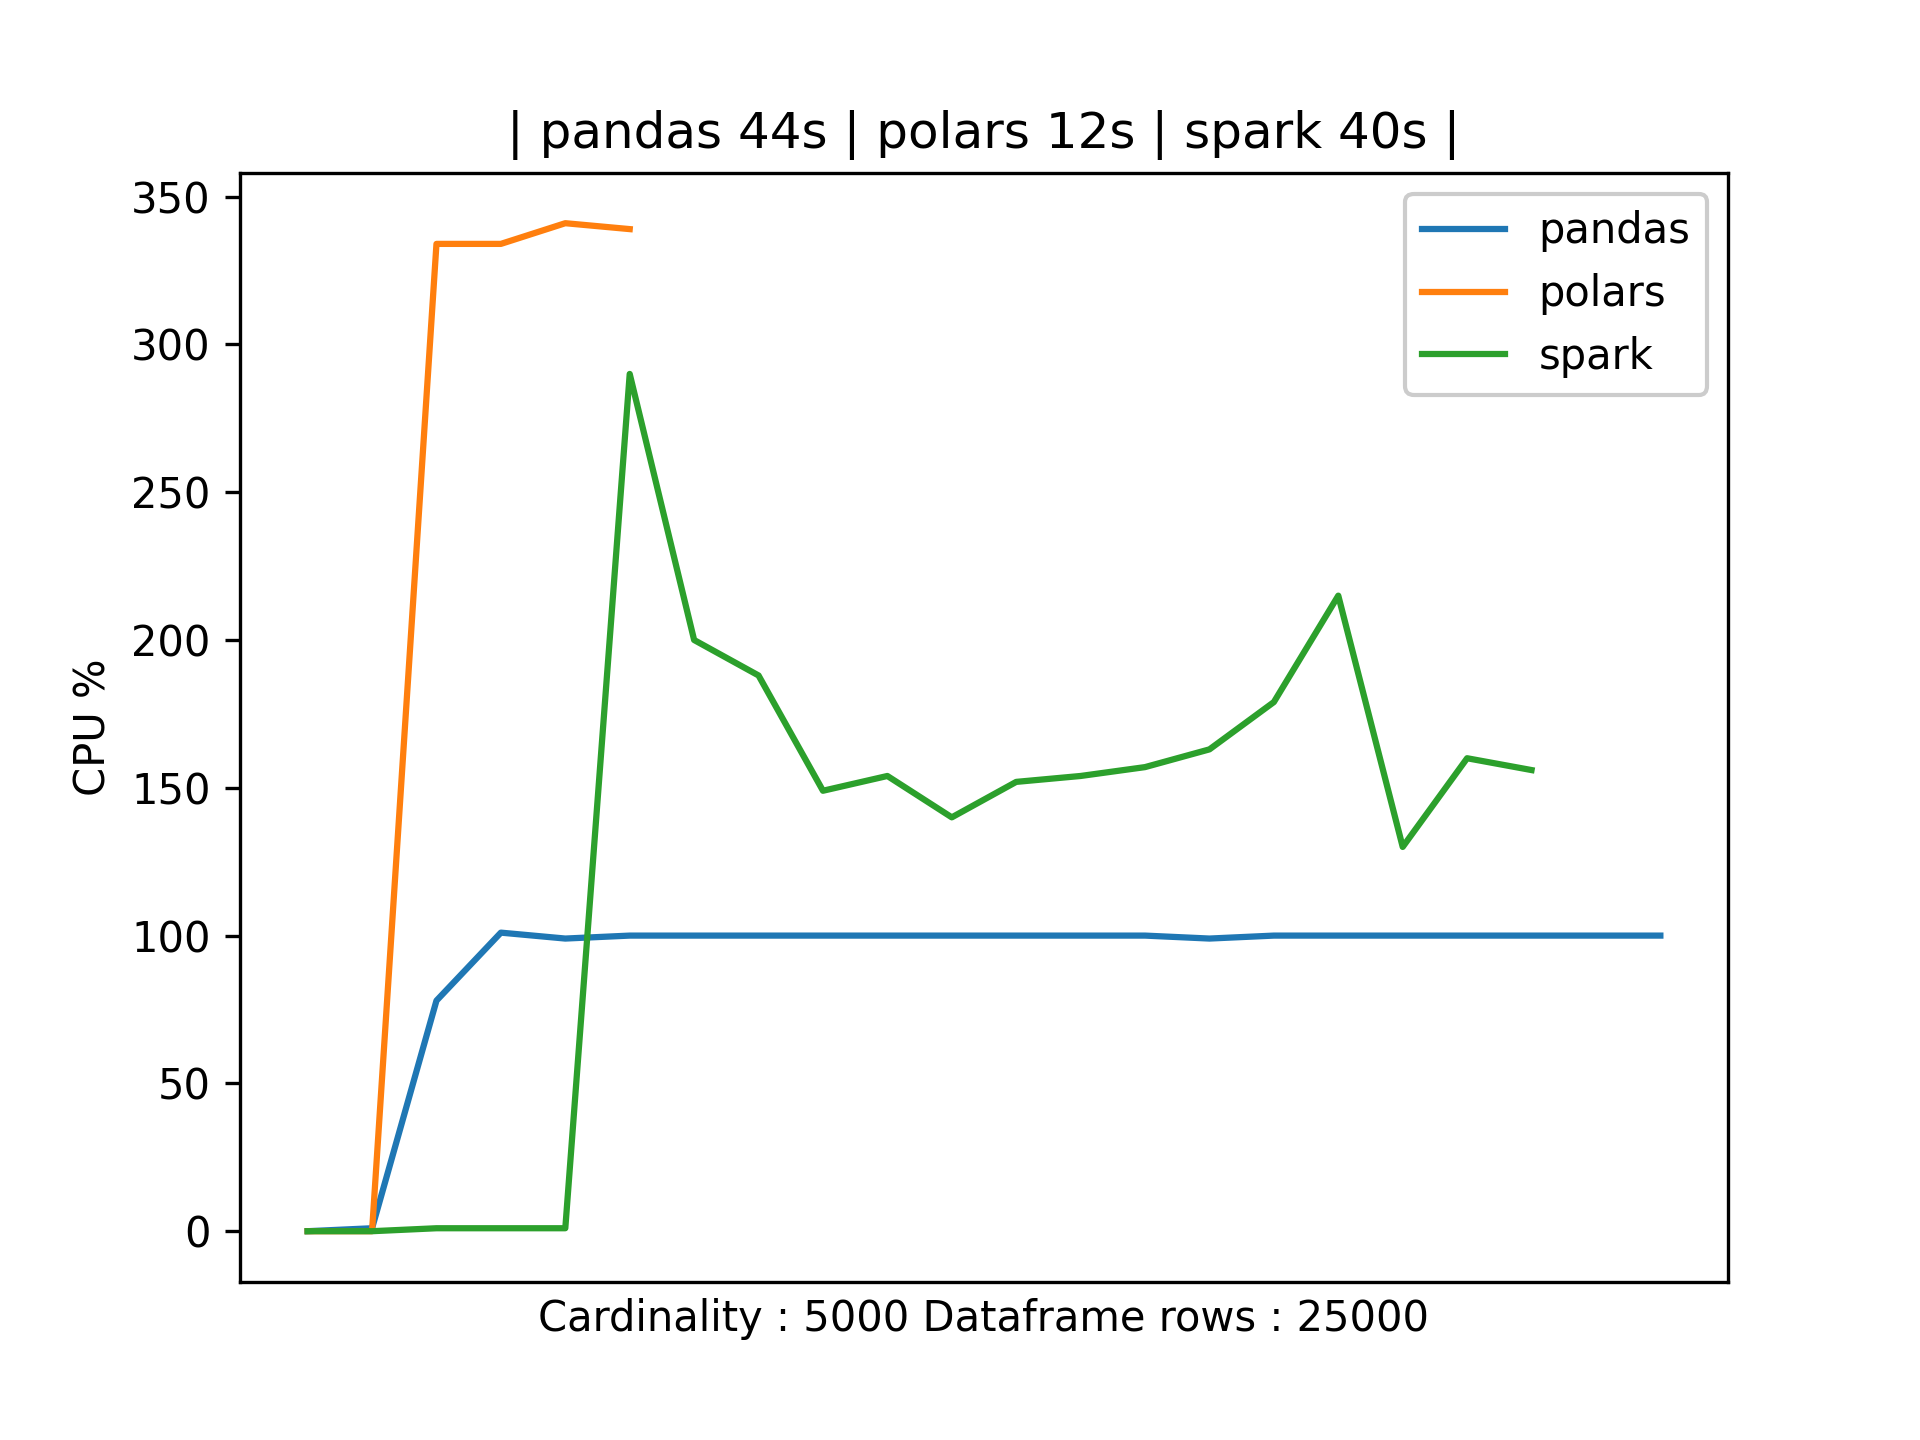 | pandas 44s | polars 12s | spark 40s |
350
300
250
200
150
100
50
0
CPU %
pandas
polars
spark
Cardinality : 5000 Dataframe rows : 25000